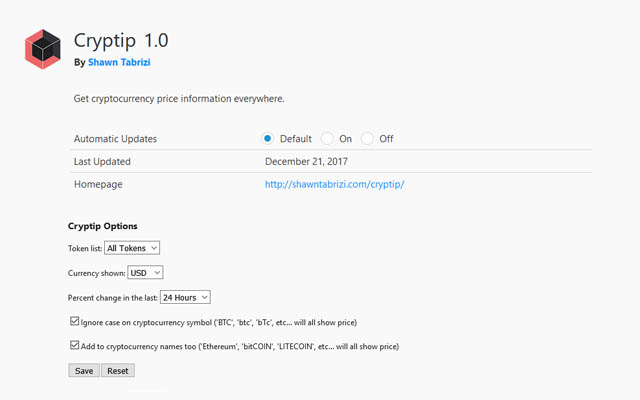 Cryptip 1.0
By Shawn Tabrizi
Get cryptocurrency price information everywhere.
Automatic Updates Default On Off
Last Updated December 21, 2017
Homepage http://shawntabrizi.com/cryptip/
Cryptip Options
Token list: All Tokens
Currency shown: USD
Percent change in the last: 24 Hours
Ignore case on cryptocurrency symbol ('BTC', 'btc', 'bTc', etc... will all show price)
Add to cryptocurrency names too ('Ethereum', 'bitCOIN', 'LITECOIN', etc... will all show price)
Save Reset